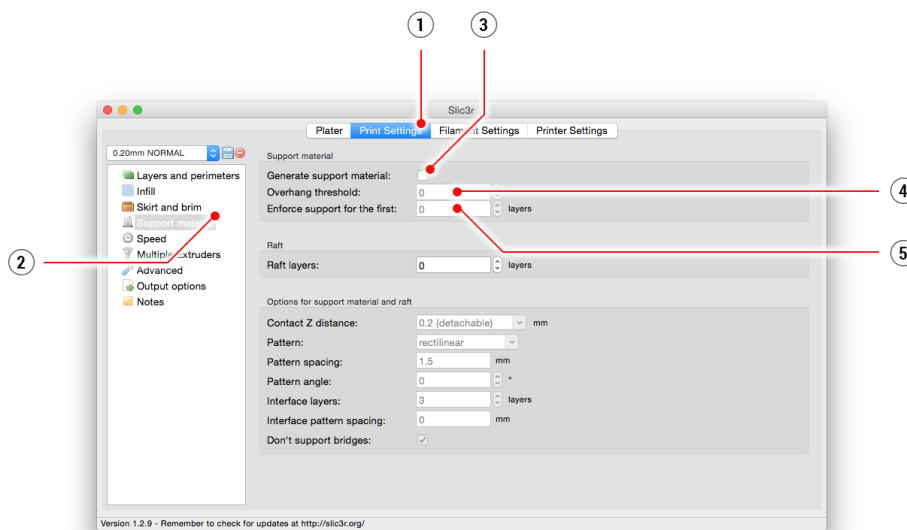 1 3
Slic3r
Plater Print Settings Filament Settings Printer Settings
0.20mm NORMAL
Layers and perimeters
Infill
Skirt and brim
Support material
Speed
Multiple Extruders
Advanced
Output options
Notes
2
Support material
Generate support material:
Overhang threshold: 0
4
Enforce support for the first: 0 layers
5
Raft
Raft layers: 0 layers
Options for support material and raft
Contact Z distance: 0.2 (detachable) mm
Pattern: rectilinear
Pattern spacing: 1.5 mm
Pattern angle: 0 °
Interface layers: 3 layers
Interface pattern spacing: 0 mm
Don't support bridges:
Version 1.2.9 - Remember to check for updates at http://slic3r.org/